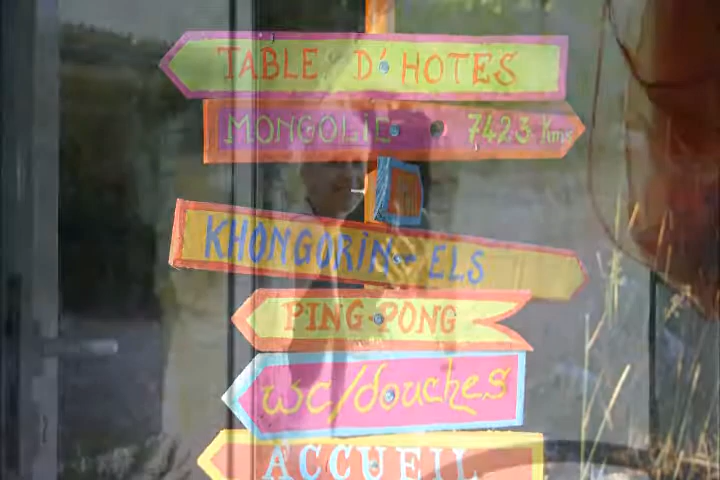 TABLE D'HOTES
MONGOLIE 7423 Kms
KHONGORIN-ELS
PING-PONG
wc/douches
ACCUEIL